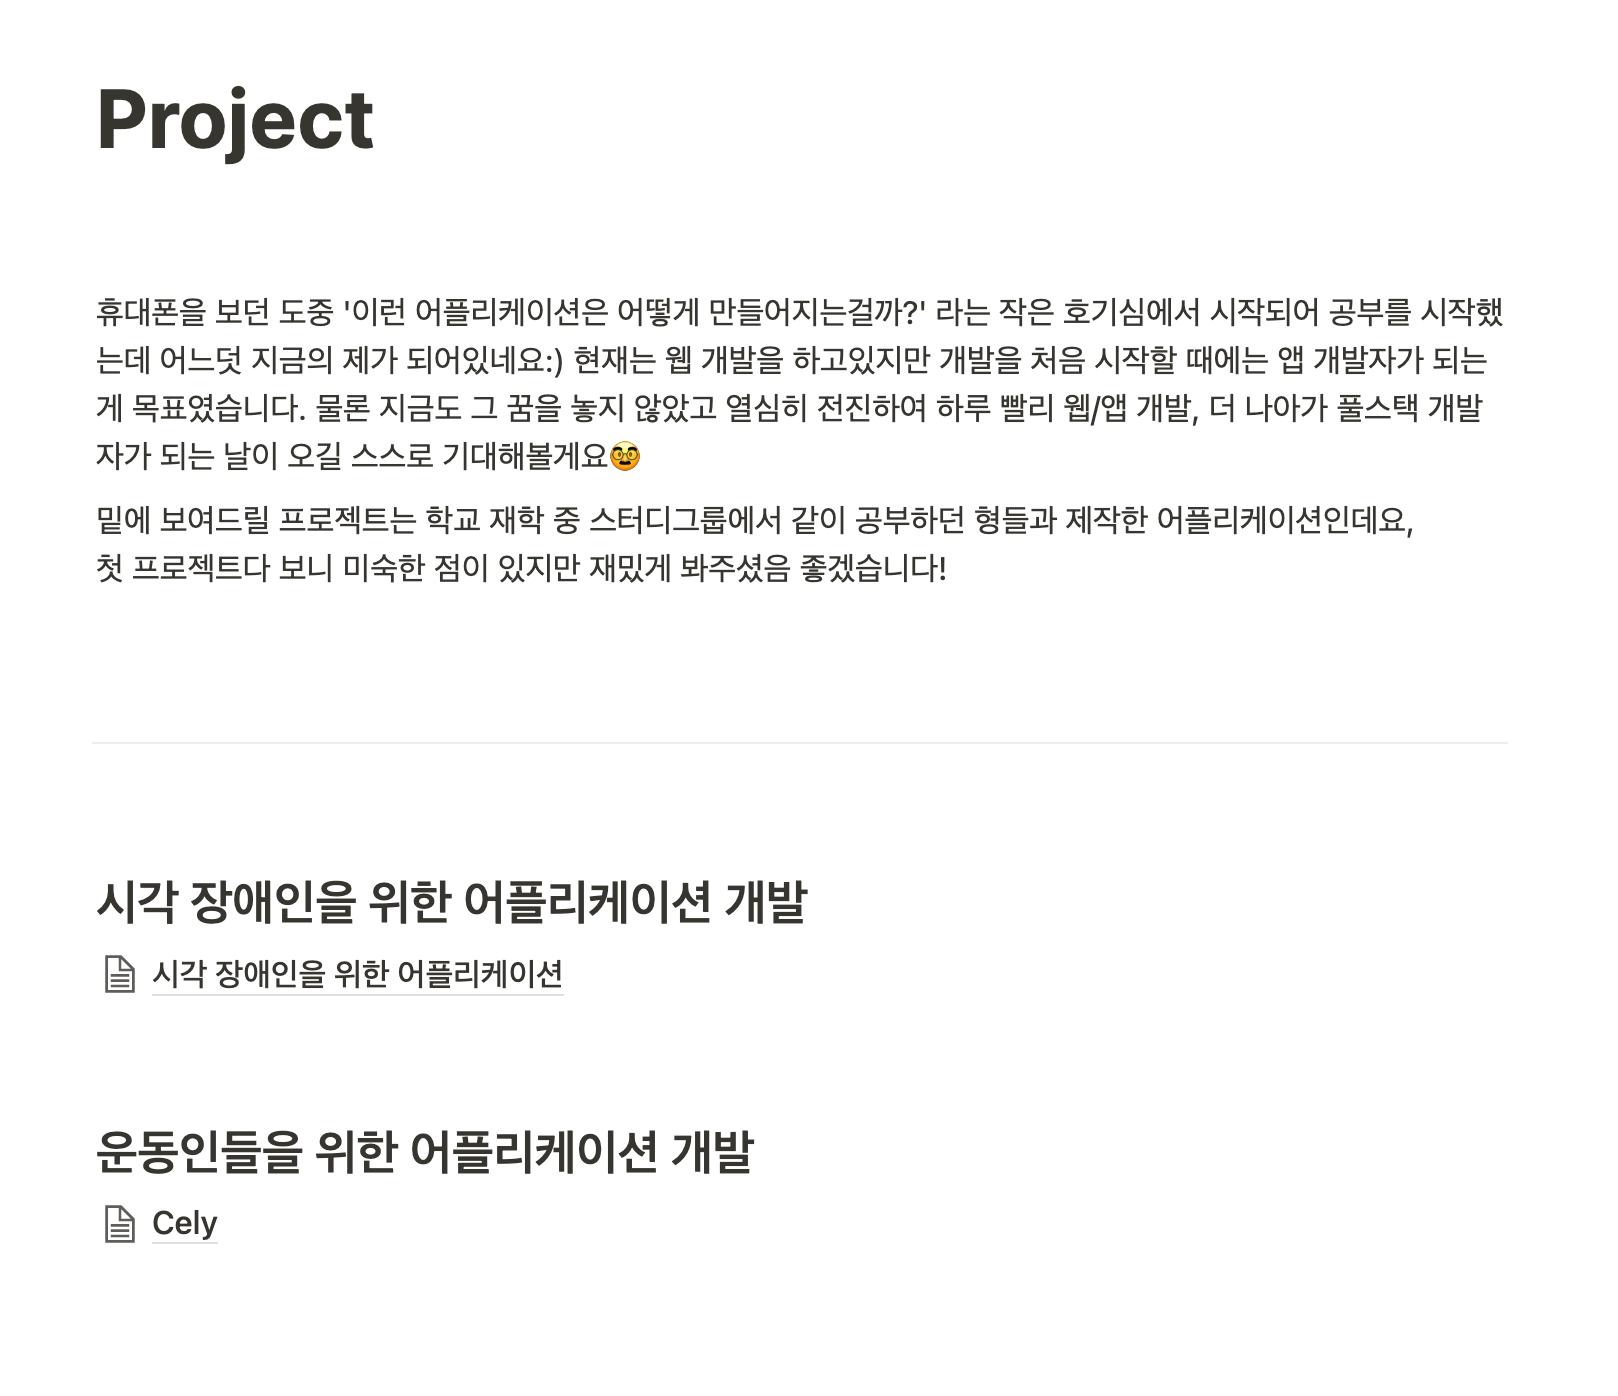 Project
휴대폰을 보던 도중 '이런 어플리케이션은 어떻게 만들어지는걸까?' 라는 작은 호기심에서 시작되어 공부를 시작했
는데 어느덧 지금의 제가 되어있네요:) 현재는 웹 개발을 하고있지만 개발을 처음 시작할 때에는 앱 개발자가 되는
게 목표였습니다. 물론 지금도 그 꿈을 놓지 않았고 열심히 전진하여 하루 빨리 웹/앱 개발, 더 나아가 풀스택 개발
자가 되는 날이 오길 스스로 기대해볼게요🥸
밑에 보여드릴 프로젝트는 학교 재학 중 스터디그룹에서 같이 공부하던 형들과 제작한 어플리케이션인데요,
첫 프로젝트다 보니 미숙한 점이 있지만 재밌게 봐주셨음 좋겠습니다!
시각 장애인을 위한 어플리케이션 개발
시각 장애인을 위한 어플리케이션
운동인들을 위한 어플리케이션 개발
Cely